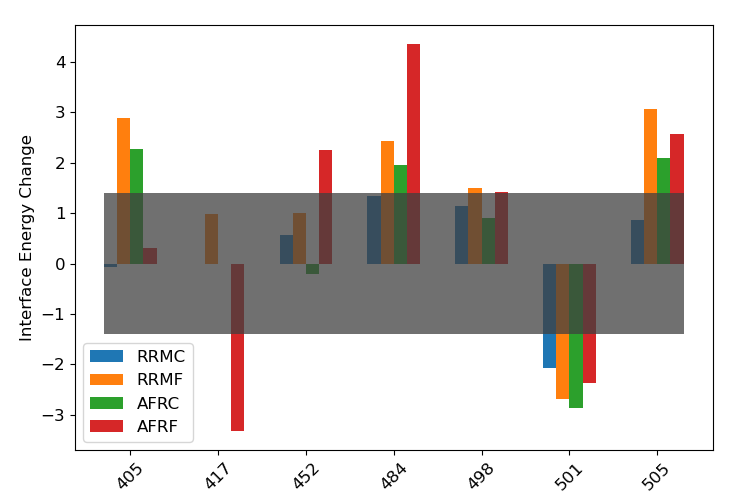 4
3
2
1
0
−1
−2
−3
Interface Energy Change
RRMC
RRMF
AFRC
AFRF
405 417 452 484 498 501 505